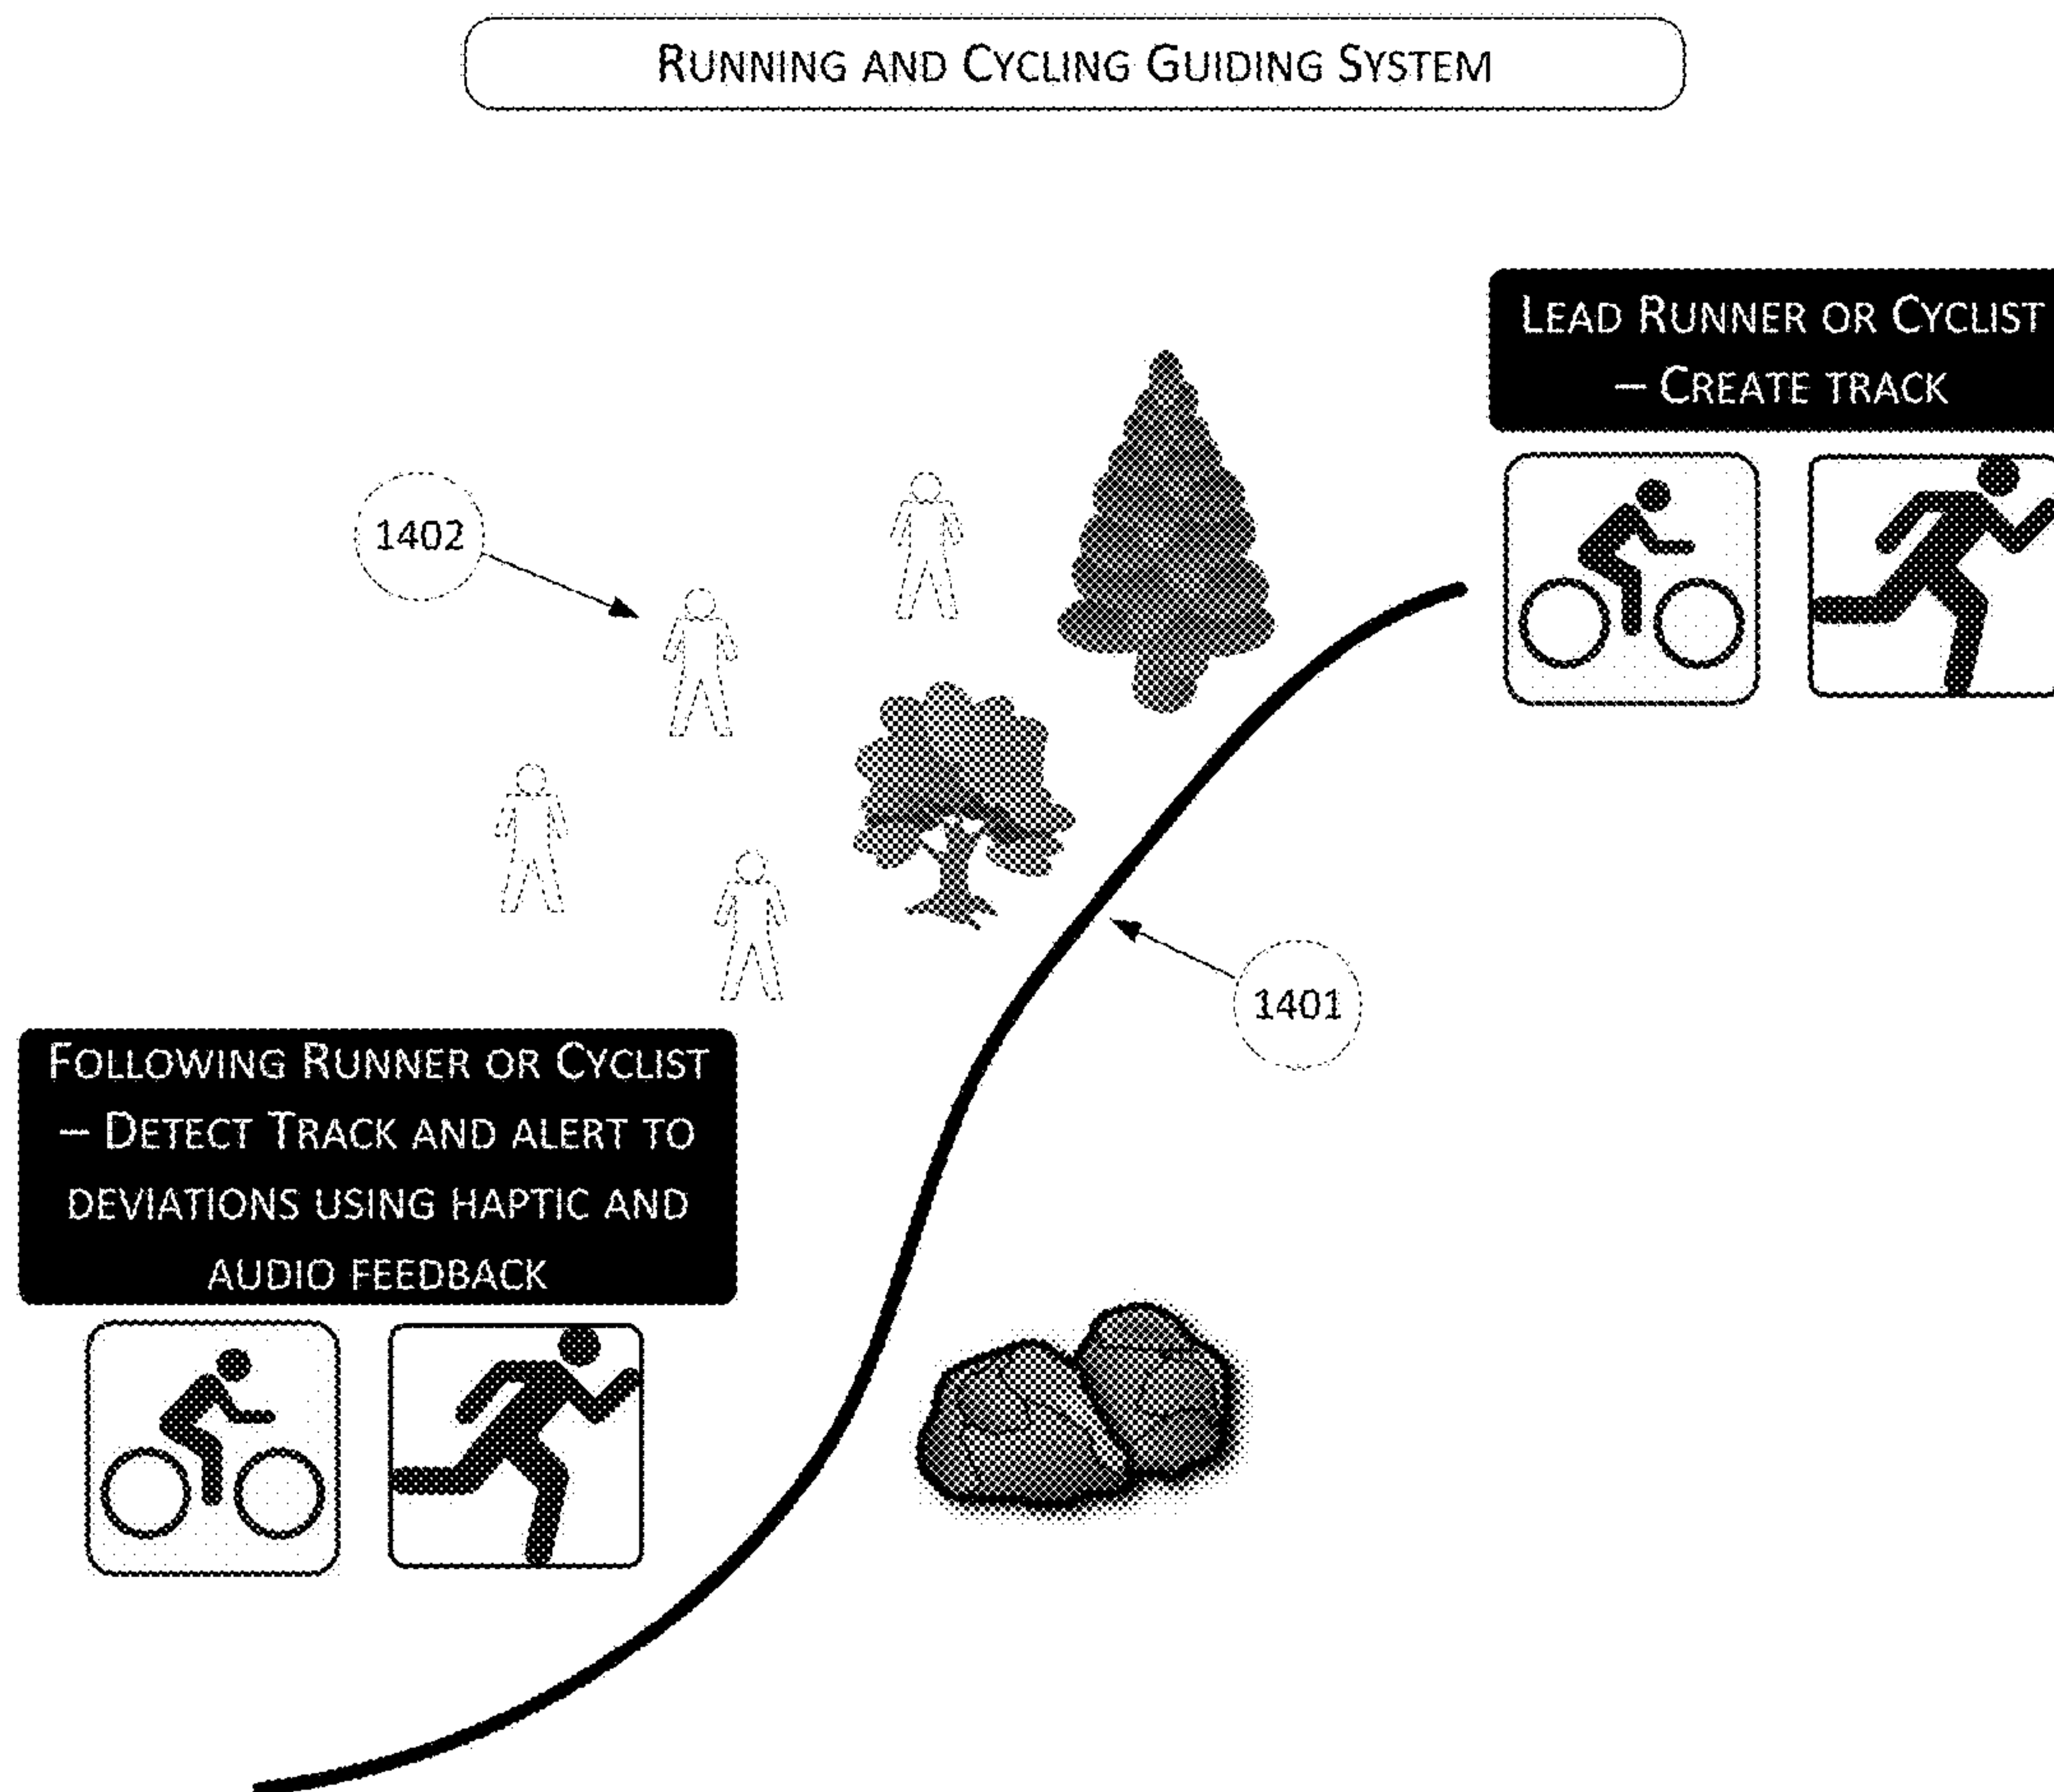 RUNNING AND CYCLING GUIDING SYSTEM
LEAD RUNNER OR CYCLIST
– CREATE TRACK
1402
1401
FOLLOWING RUNNER OR CYCLIST
– DETECT TRACK AND ALERT TO
DEVIATIONS USING HAPTIC AND
AUDIO FEEDBACK